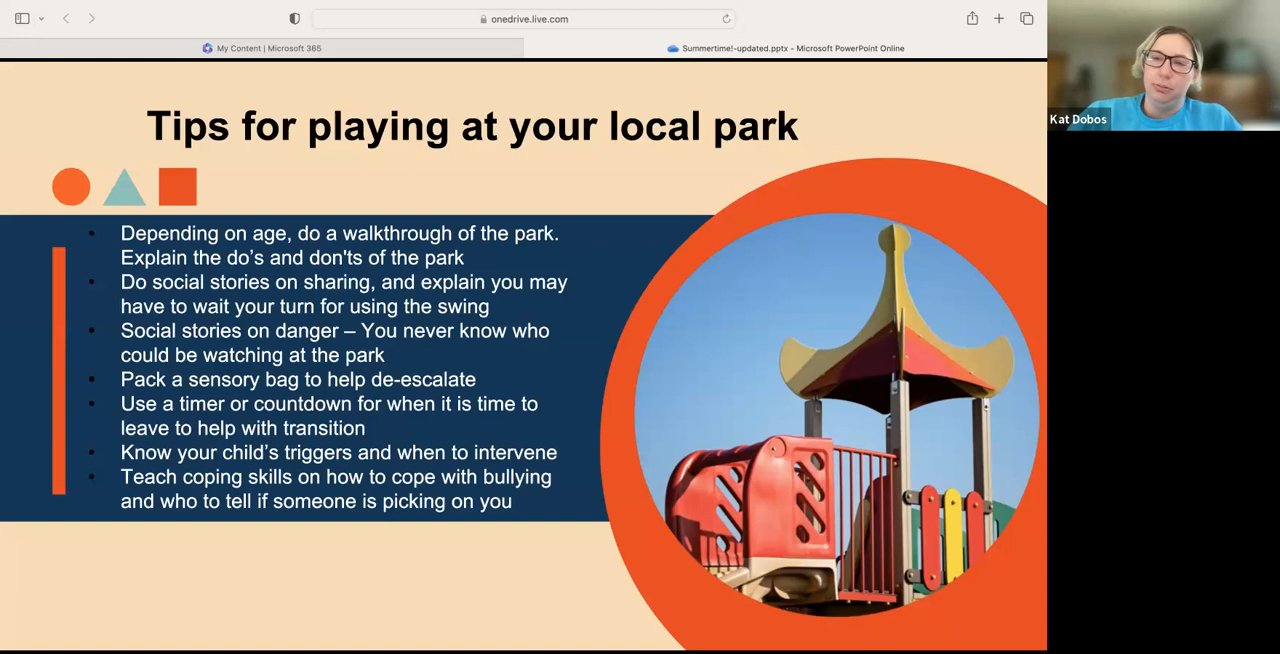 onedrive.live.com
My Content | Microsoft 365
Summertime!-updated.pptx - Microsoft PowerPoint Online
Kat Dobos
Tips for playing at your local park
• Depending on age, do a walkthrough of the park.
Explain the do’s and don'ts of the park
• Do social stories on sharing, and explain you may
have to wait your turn for using the swing
• Social stories on danger – You never know who
could be watching at the park
• Pack a sensory bag to help de-escalate
• Use a timer or countdown for when it is time to
leave to help with transition
• Know your child’s triggers and when to intervene
• Teach coping skills on how to cope with bullying
and who to tell if someone is picking on you